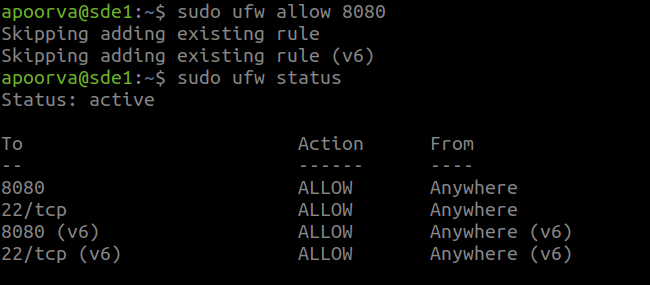 apoorva@sde1:~$ sudo ufw allow 8080
Skipping adding existing rule
Skipping adding existing rule (v6)
apoorva@sde1:~$ sudo ufw status
Status: active
To Action From
-- ------ ----
8080 ALLOW Anywhere
22/tcp ALLOW Anywhere
8080 (v6) ALLOW Anywhere (v6)
22/tcp (v6) ALLOW Anywhere (v6)